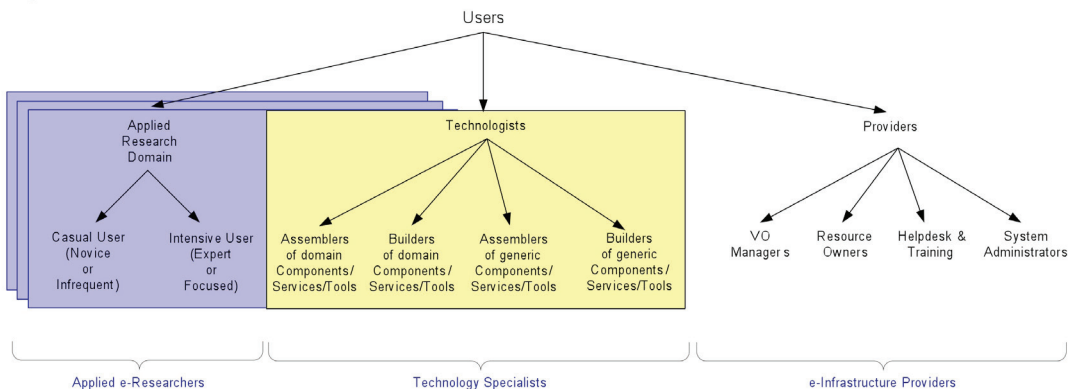 Users
Applied
Research
Domain
Technologists
Providers
Casual User
(Novice
or
Infrequent)
Intensive User
(Expert
or
Focused)
Assemblers
of domain
Components/
Services/Tools
Builders
of domain
Components/
Services/Tools
Assemblers
of generic
Components/
Services/Tools
Builders
of generic
Components/
Services/Tools
VO
Managers
Resource
Owners
Helpdesk &
Training
System
Administrators
Applied e-Researchers
Technology Specialists
e-Infrastructure Providers